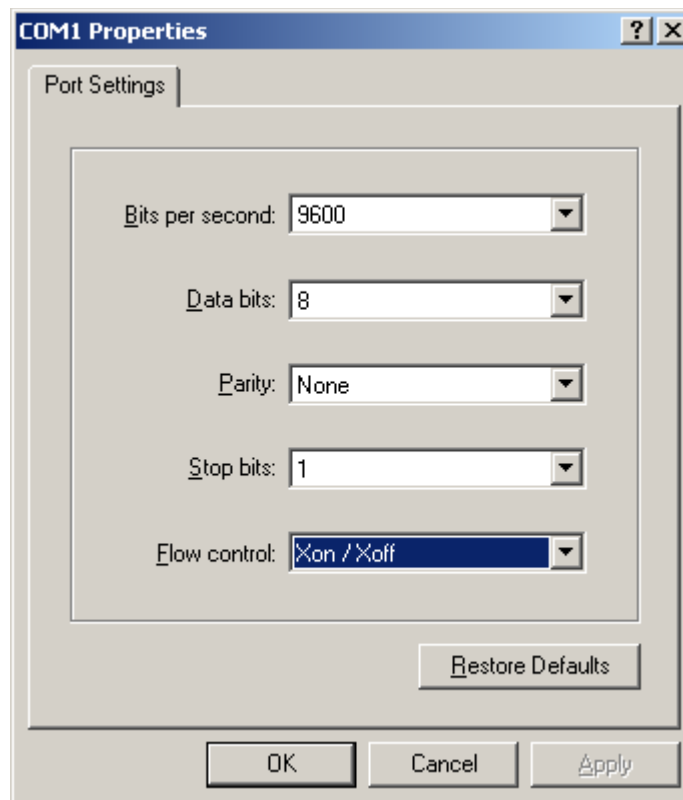 COM1 Properties
Port Settings
Bits per second: 9600
Data bits: 8
Parity: None
Stop bits: 1
Flow control: Xon / Xoff
Restore Defaults
OK Cancel Apply